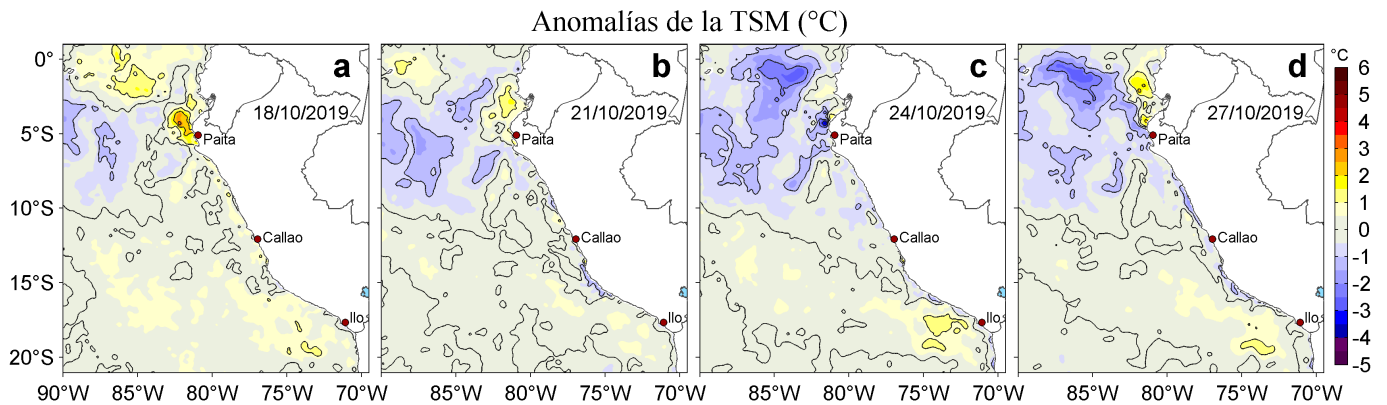 Anomalías de la TSM (°C)
a b c d °C
18/10/2019 21/10/2019 24/10/2019 27/10/2019
0° 6
5
4
5°S Paita Paita Paita Paita 3
2
10°S 1
Callao Callao Callao Callao 0
-1
15°S -2
Ilo Ilo Ilo Ilo -3
20°S -4
-5
90°W 85°W 80°W 75°W 70°W 85°W 80°W 75°W 70°W 85°W 80°W 75°W 70°W 85°W 80°W 75°W 70°W